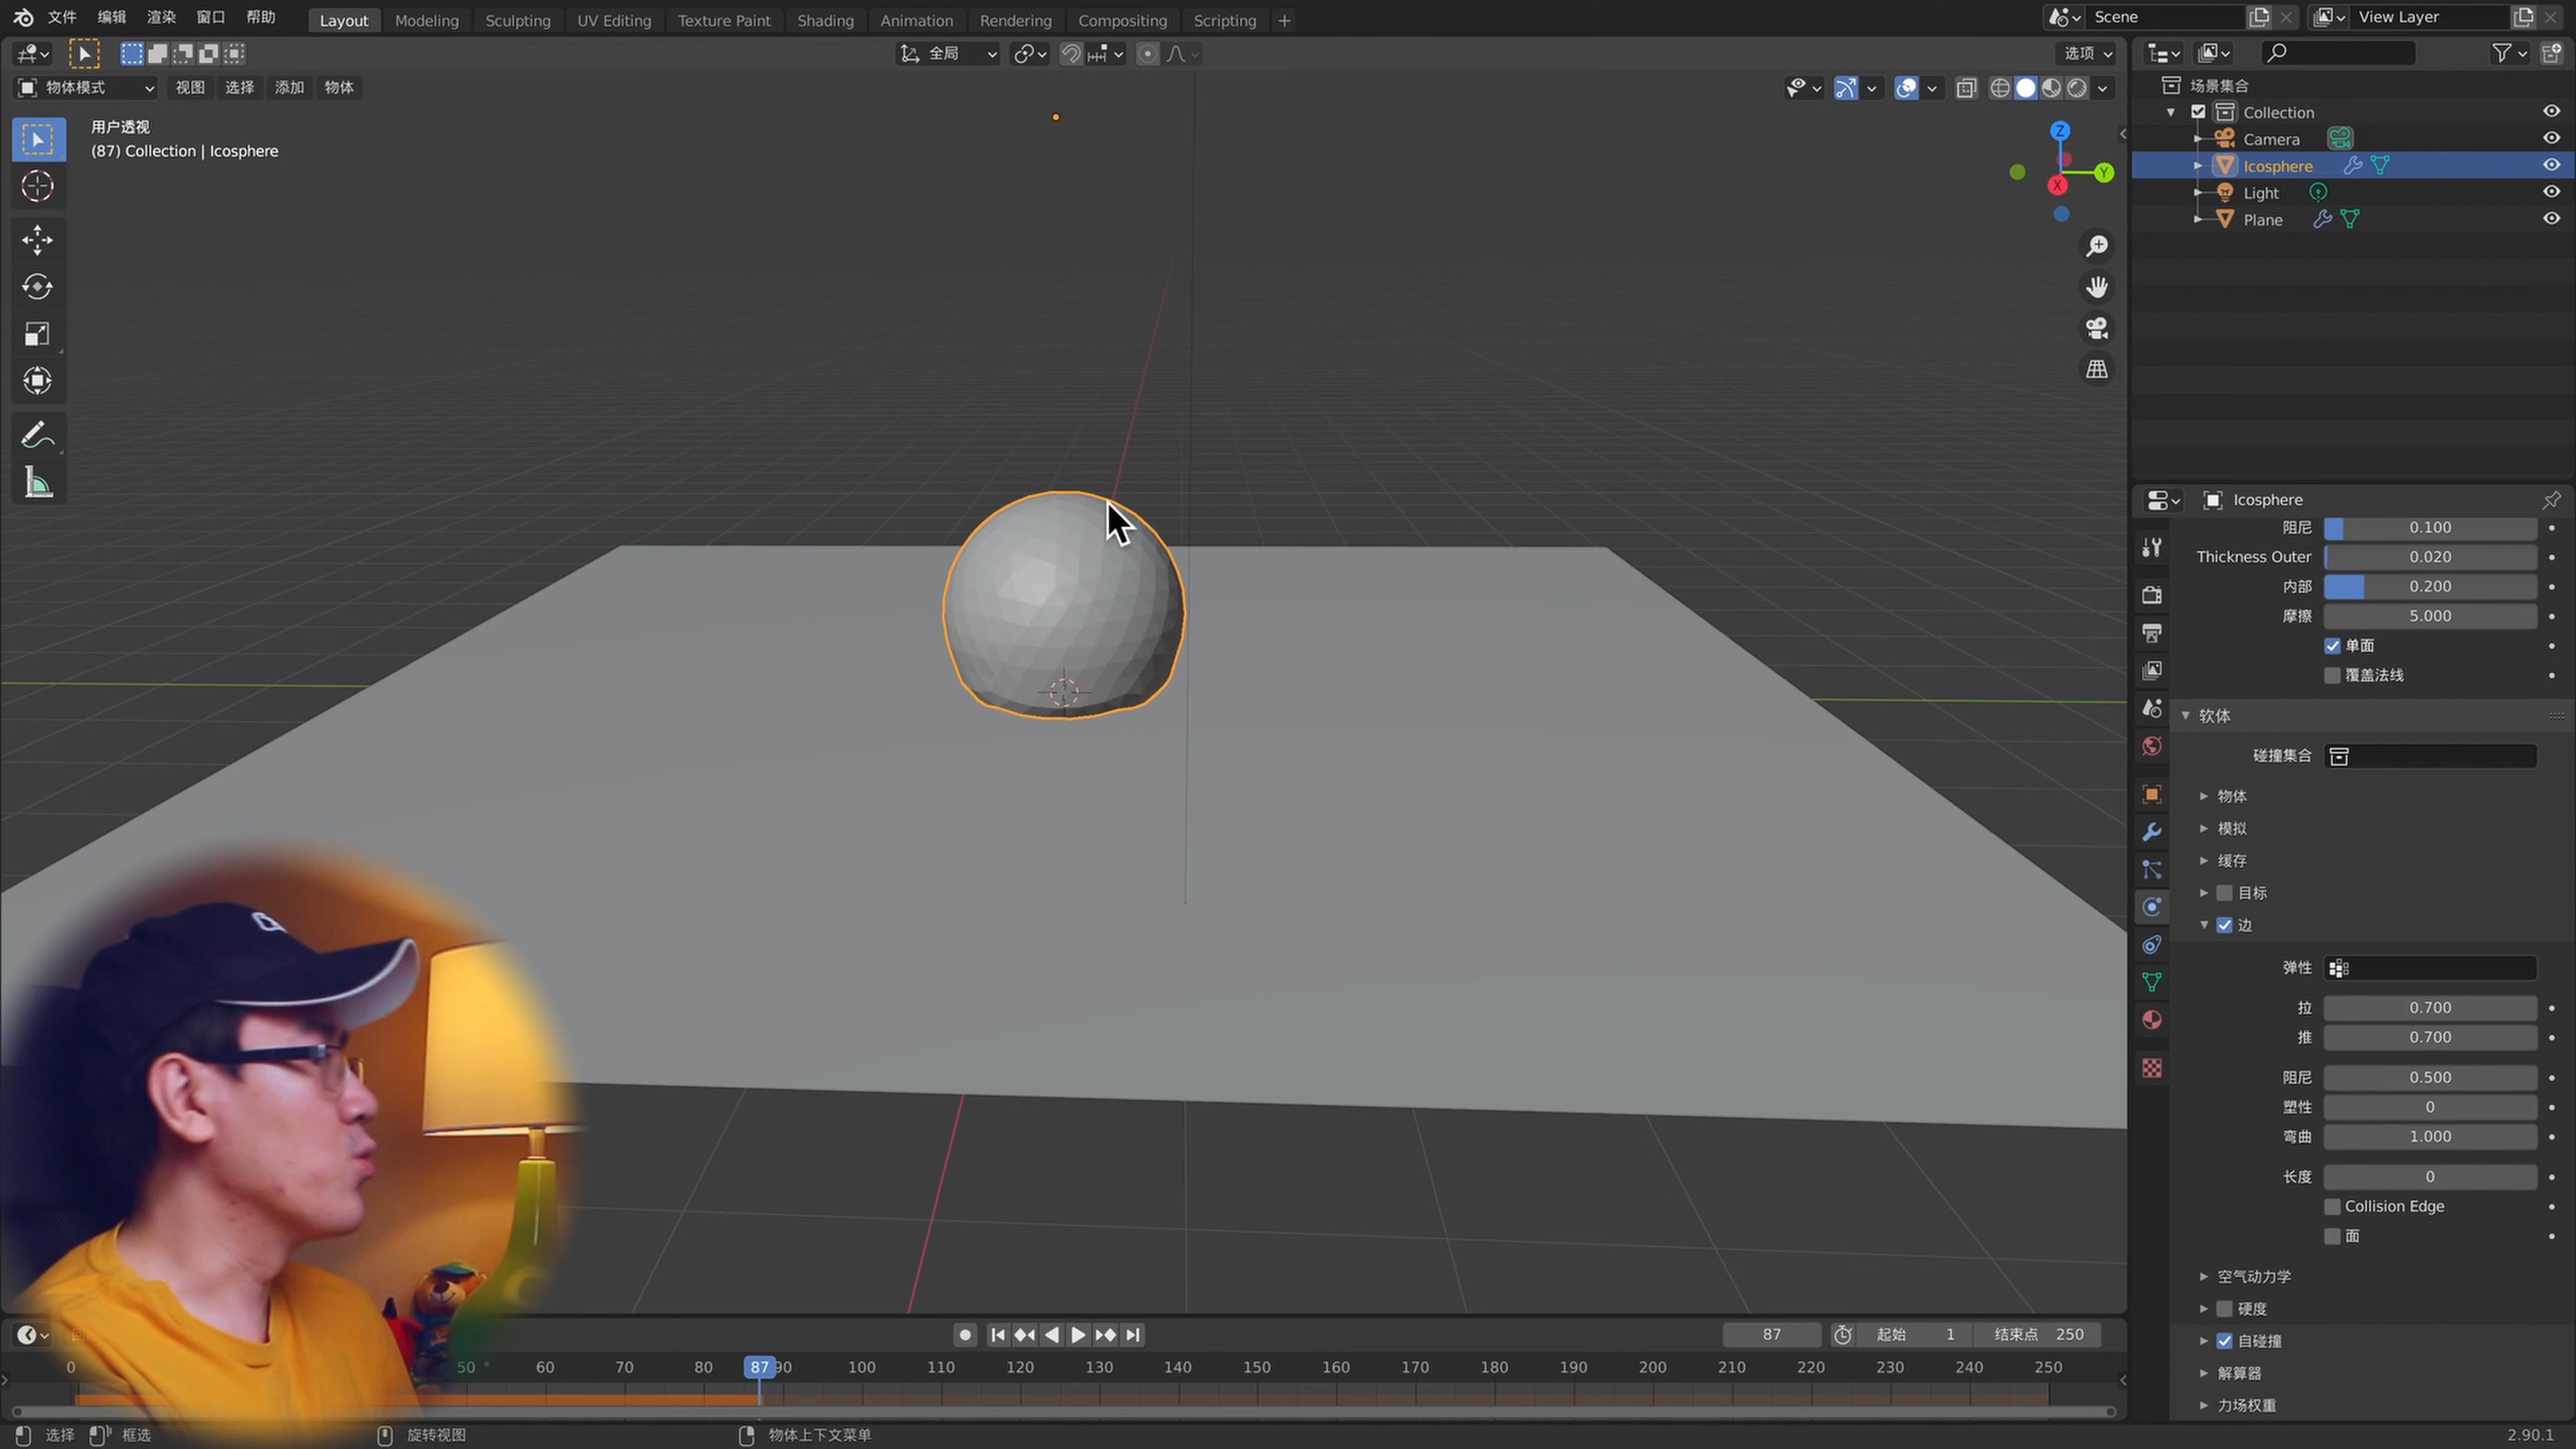 文件 编辑 渲染 窗口 帮助 Layout Modeling Sculpting UV Editing Texture Paint Shading Animation Rendering Compositing Scripting + Scene View Layer
全局 选项
物体模式 视图 选择 添加 物体
用户透视
(87) Collection | Icosphere
Z
Y
X
场景集合
Collection
Camera
Icosphere
Light
Plane
Icosphere
阻尼 0.100
Thickness Outer 0.020
内部 0.200
摩擦 5.000
单面
覆盖法线
软体
碰撞集合
物体
模拟
缓存
目标
边
弹性
拉 0.700
推 0.700
阻尼 0.500
塑性 0
弯曲 1.000
长度 0
Collision Edge
面
空气动力学
硬度
自碰撞
解算器
力场权重
87 起始 1 结束点 250
0 50 60 70 80 87 90 100 110 120 130 140 150 160 170 180 190 200 210 220 230 240 250
选择 框选 旋转视图 物体上下文菜单 2.90.1